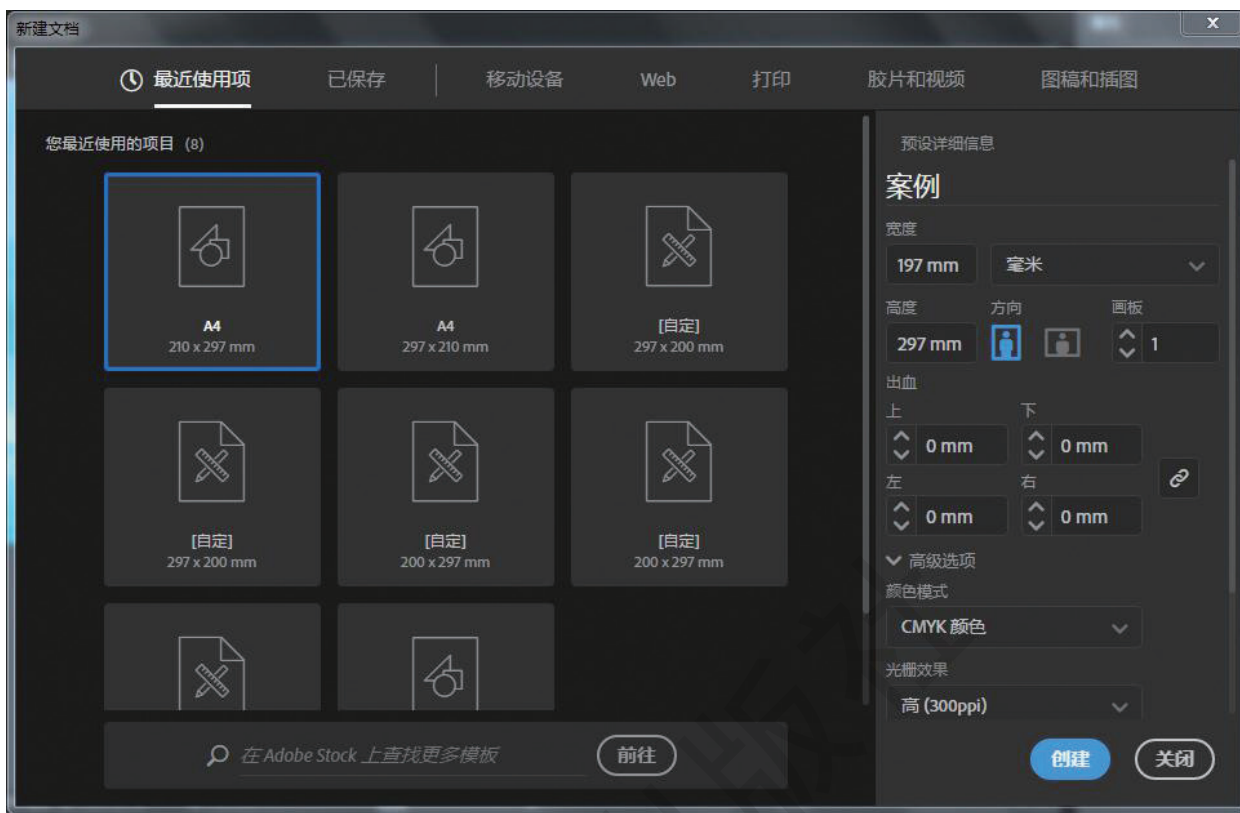 新建文档
x
最近使用项 已保存 移动设备 Web 打印 胶片和视频 图稿和插图
您最近使用的项目 (8)
A4
210 x 297 mm
A4
297 x 210 mm
[自定]
297 x 200 mm
[自定]
297 x 200 mm
[自定]
200 x 297 mm
[自定]
200 x 297 mm
在 Adobe Stock 上查找更多模板
前往
预设详细信息
案例
宽度
197 mm 毫米
高度 方向 画板
297 mm 1
出血
上 下
0 mm 0 mm
左 右
0 mm 0 mm
高级选项
颜色模式
CMYK 颜色
光栅效果
高 (300ppi)
创建 关闭
版社